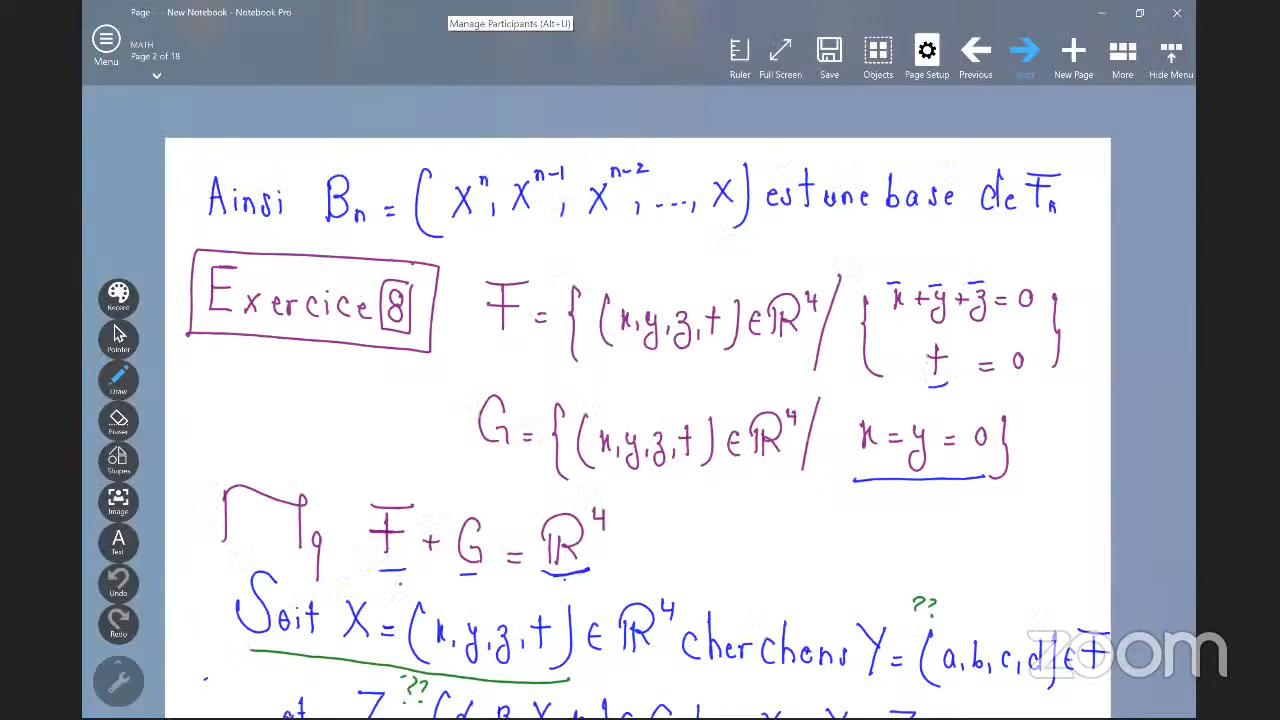 Page New Notebook - Notebook Pro
Manage Participants (Alt+U)
Menu
MATH
Page 2 of 18
Ruler Full Screen Save Objects Page Setup Previous Next New Page More Hide Menu
Ainsi Bn = (X^n, X^n-1, X^n-2, ..., X) est une base de Fn
Exercice 8 F = {(x,y,z,t) ∈ ℝ^4 / { x+y+z = 0
t = 0 }
G = {(x,y,z,t) ∈ ℝ^4 / x = y = 0}
Mq F + G = ℝ^4
??
Soit X = (x,y,z,t) ∈ ℝ^4 cherchons Y = (a,b,c,d) ∈ F
??
et Z
Recent
Pointer
Draw
Eraser
Shapes
Image
Text
Undo
Redo
zoom